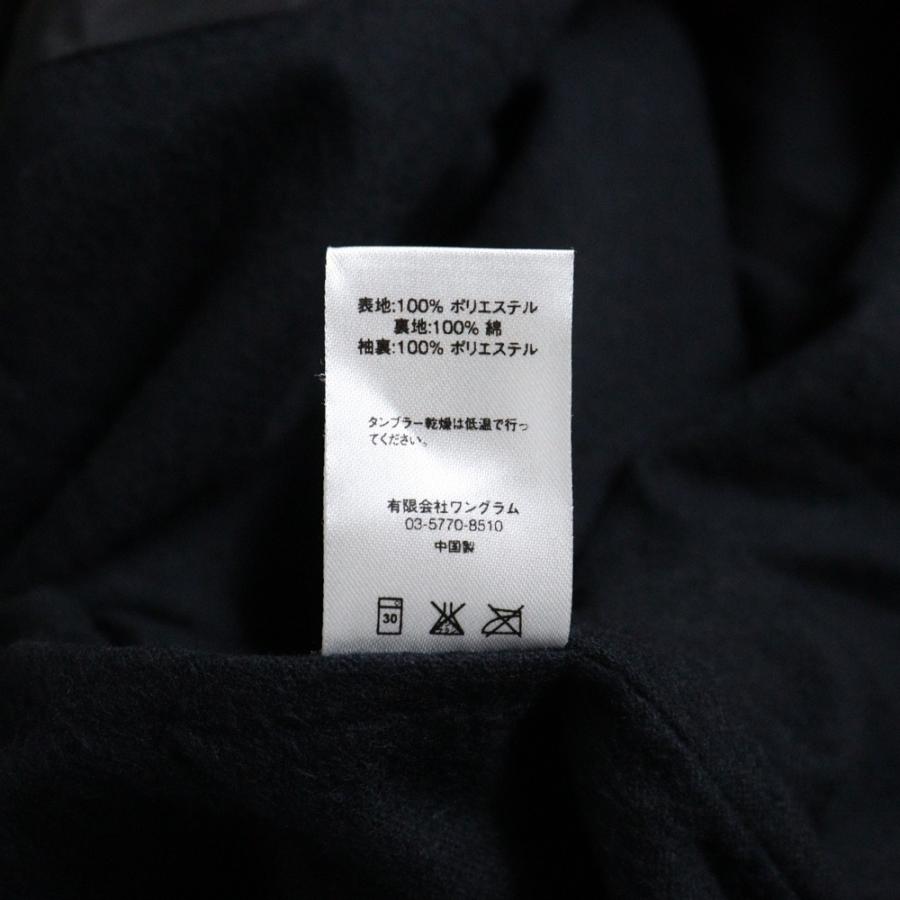 表地:100% ポリエステル
裏地:100% 綿
袖裏:100% ポリエステル
タンブラー乾燥は低温で行っ
てください。
有限会社ワングラム
03-5770-8510
中国製
30